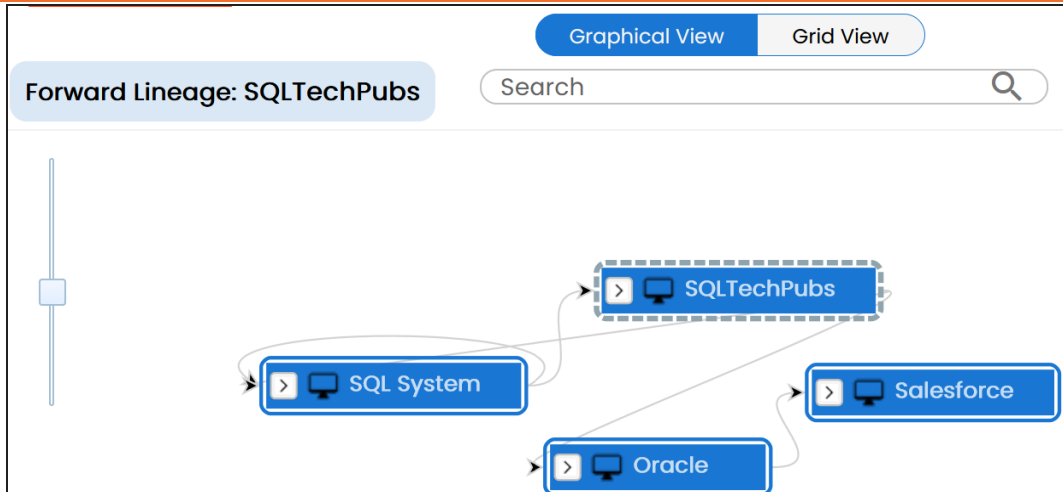 Graphical View
Grid View
Forward Lineage: SQLTechPubs
Search
SQLTechPubs
SQL System
Salesforce
Oracle